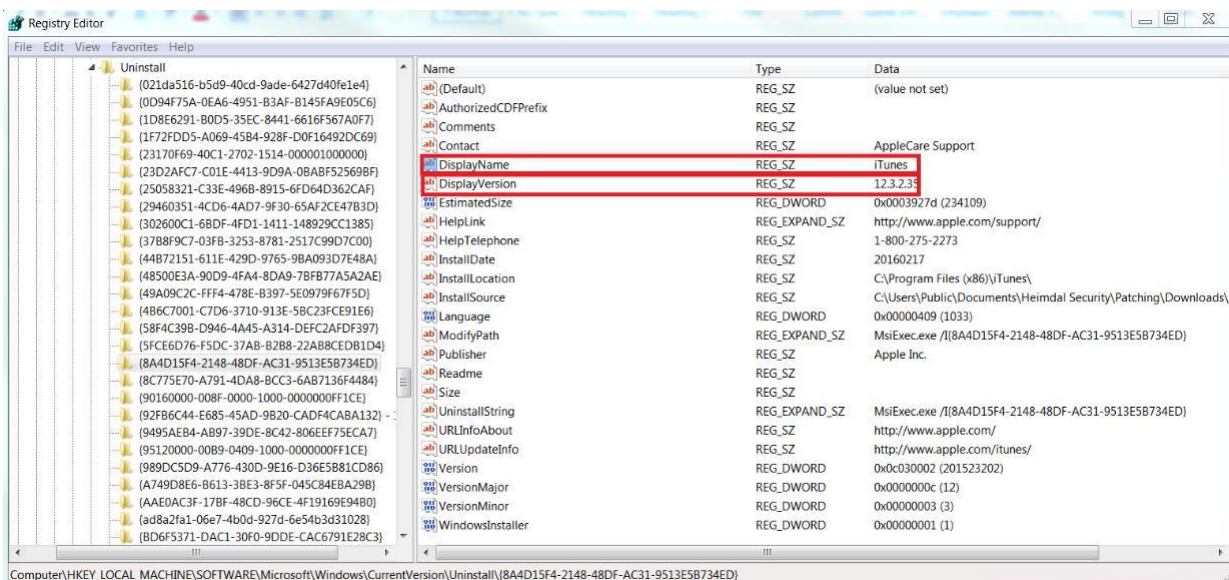 Registry Editor
File Edit View Favorites Help
Uninstall
{021da516-b5d9-40cd-9ade-6427d40fe1e4}
{0D94F75A-0EA6-4951-B3AF-B145FA9E05C6}
{1D8E6291-B0D5-35EC-8441-6616F567A0F7}
{1F72FDD5-A069-45B4-928F-D0F16492DC69}
{23170F69-40C1-2702-1514-000001000000}
{23D2AFC7-C01E-4413-9D9A-0BABF52569BF}
{25058321-C33E-496B-8915-6FD64D362CAF}
{29460351-4CD6-4AD7-9F30-65AF2CE47B3D}
{302600C1-6BDF-4FD1-1411-148929CC1385}
{37B8F9C7-03FB-3253-8781-2517C99D7C00}
{44B72151-611E-429D-9765-9BA093D7E48A}
{48500E3A-90D9-4FA4-8DA9-7BFB77A5A2AE}
{49A09C2C-FFF4-478E-B397-5E0979F67F5D}
{4B6C7001-C7D6-3710-913E-5BC23FCE91E6}
{58F4C39B-D946-4A45-A314-DEFC2AFDF397}
{5FCE6D76-F5DC-37AB-B2B8-22AB8CEDB1D4}
{8A4D15F4-2148-48DF-AC31-9513E5B734ED}
{8C775E70-A791-4DA8-BCC3-6AB7136F4484}
{90160000-008F-0000-1000-0000000FF1CE}
{92FB6C44-E685-45AD-9B20-CADF4CABA132} -
{9495AEB4-AB97-39DE-8C42-806EEF75ECA7}
{95120000-00B9-0409-1000-0000000FF1CE}
{989DC5D9-A776-430D-9E16-D36E5B81CD86}
{A749D8E6-B613-3BE3-8F5F-045C84EBA29B}
{AAE0AC3F-17BF-48CD-96CE-4F19169E94B0}
{ad8a2fa1-06e7-4b0d-927d-6e54b3d31028}
{BD6F5371-DAC1-30F0-9DDE-CAC6791E28C3}
Name Type Data
(Default) REG_SZ (value not set)
AuthorizedCDFPrefix REG_SZ
Comments REG_SZ
Contact REG_SZ AppleCare Support
DisplayName REG_SZ iTunes
DisplayVersion REG_SZ 12.3.2.35
EstimatedSize REG_DWORD 0x0003927d (234109)
HelpLink REG_EXPAND_SZ http://www.apple.com/support/
HelpTelephone REG_SZ 1-800-275-2273
InstallDate REG_SZ 20160217
InstallLocation REG_SZ C:\Program Files (x86)\iTunes\
InstallSource REG_SZ C:\Users\Public\Documents\Heimdal Security\Patching\Downloads\
Language REG_DWORD 0x00000409 (1033)
ModifyPath REG_EXPAND_SZ MsiExec.exe /I{8A4D15F4-2148-48DF-AC31-9513E5B734ED}
Publisher REG_SZ Apple Inc.
Readme REG_SZ
Size REG_SZ
UninstallString REG_EXPAND_SZ MsiExec.exe /I{8A4D15F4-2148-48DF-AC31-9513E5B734ED}
URLInfoAbout REG_SZ http://www.apple.com/
URLUpdateInfo REG_SZ http://www.apple.com/itunes/
Version REG_DWORD 0x0c030002 (201523202)
VersionMajor REG_DWORD 0x0000000c (12)
VersionMinor REG_DWORD 0x00000003 (3)
WindowsInstaller REG_DWORD 0x00000001 (1)
Computer\HKEY_LOCAL_MACHINE\SOFTWARE\Microsoft\Windows\CurrentVersion\Uninstall\{8A4D15F4-2148-48DF-AC31-9513E5B734ED}